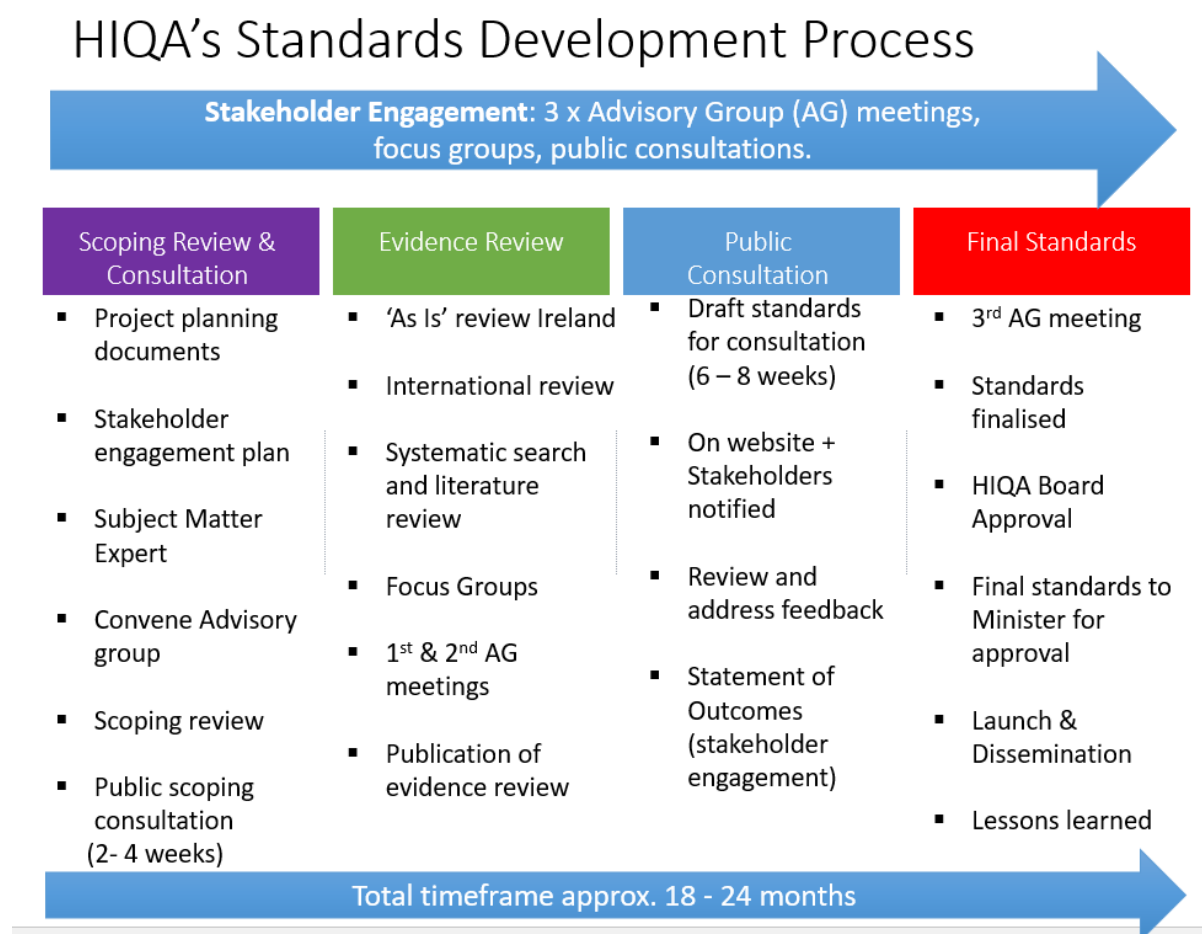 HIQA's Standards Development Process
Stakeholder Engagement: 3 x Advisory Group (AG) meetings,
focus groups, public consultations.
Scoping Review &
Consultation
▪ Project planning
documents
▪ Stakeholder
engagement plan
▪ Subject Matter
Expert
▪ Convene Advisory
group
▪ Scoping review
▪ Public scoping
consultation
(2- 4 weeks)
Evidence Review
▪ ‘As Is’ review Ireland
▪ International review
▪ Systematic search
and literature
review
▪ Focus Groups
▪ 1st & 2nd AG
meetings
▪ Publication of
evidence review
Public
Consultation
▪ Draft standards
for consultation
(6 – 8 weeks)
▪ On website +
Stakeholders
notified
▪ Review and
address feedback
▪ Statement of
Outcomes
(stakeholder
engagement)
Final Standards
▪ 3rd AG meeting
▪ Standards
finalised
▪ HIQA Board
Approval
▪ Final standards to
Minister for
approval
▪ Launch &
Dissemination
▪ Lessons learned
Total timeframe approx. 18 - 24 months